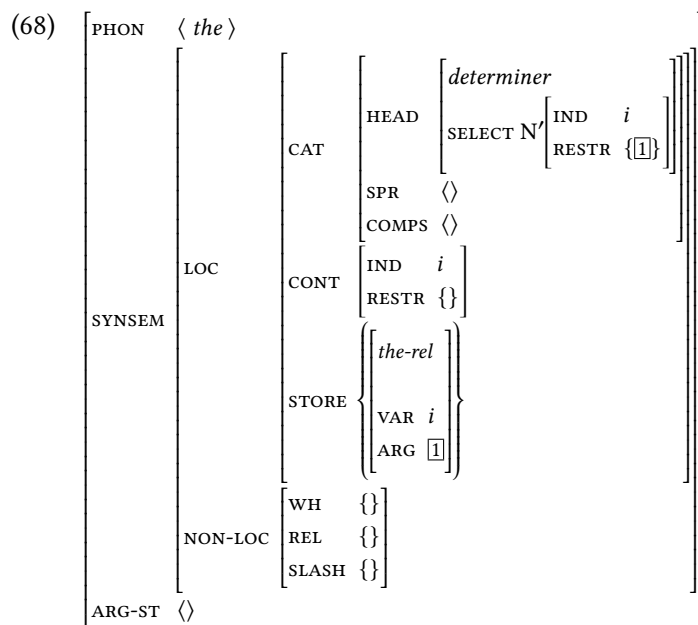 (68)
PHON ⟨ the ⟩
determiner
HEAD
IND i
SELECT N′
RESTR {1}
CAT
SPR ⟨⟩
COMPS ⟨⟩
LOC
IND i
CONT
RESTR {}
SYNSEM
the-rel
STORE
VAR i
ARG 1
WH {}
NON-LOC REL {}
SLASH {}
ARG-ST ⟨⟩